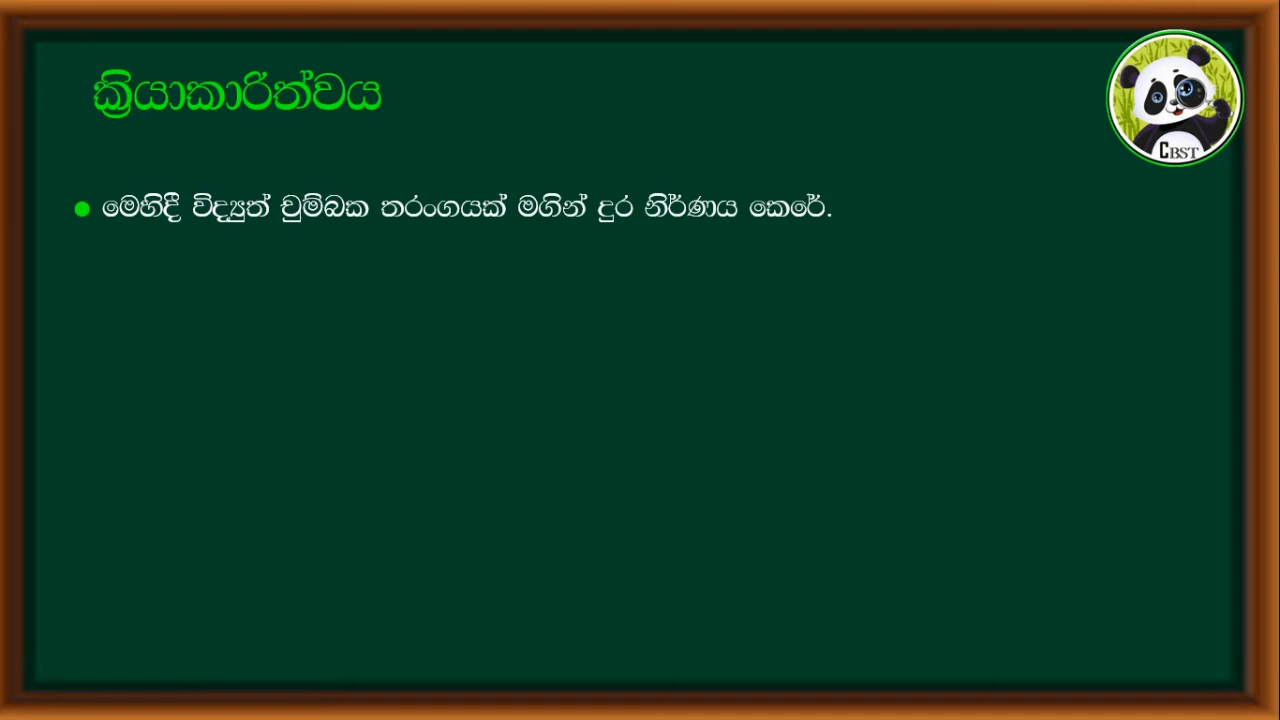 ක්‍රියාකාරිත්වය
CBST
• මෙහිදී විද්‍යුත් චුම්බක තරංගයක් මගින් දුර නිර්ණය කෙරේ.